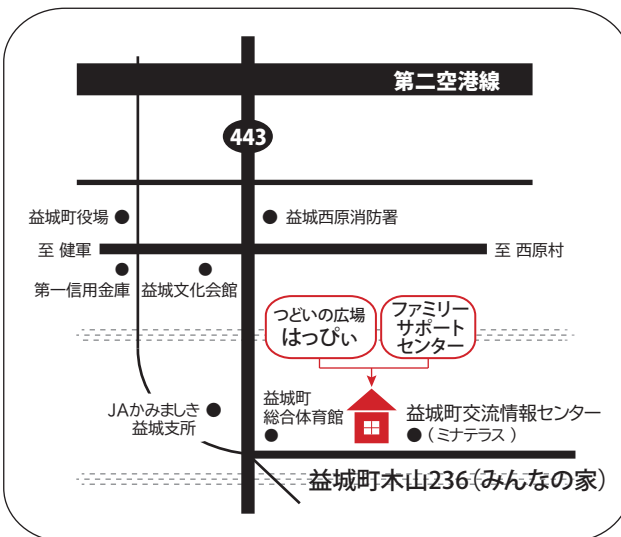 第二空港線
443
益城町役場
益城西原消防署
至 健軍
至 西原村
第一信用金庫
益城文化会館
つどいの広場
はっぴぃ
ファミリー
サポート
センター
JAかみましき
益城支所
益城町
総合体育館
益城町交流情報センター
（ミナテラス）
益城町木山236（みんなの家）